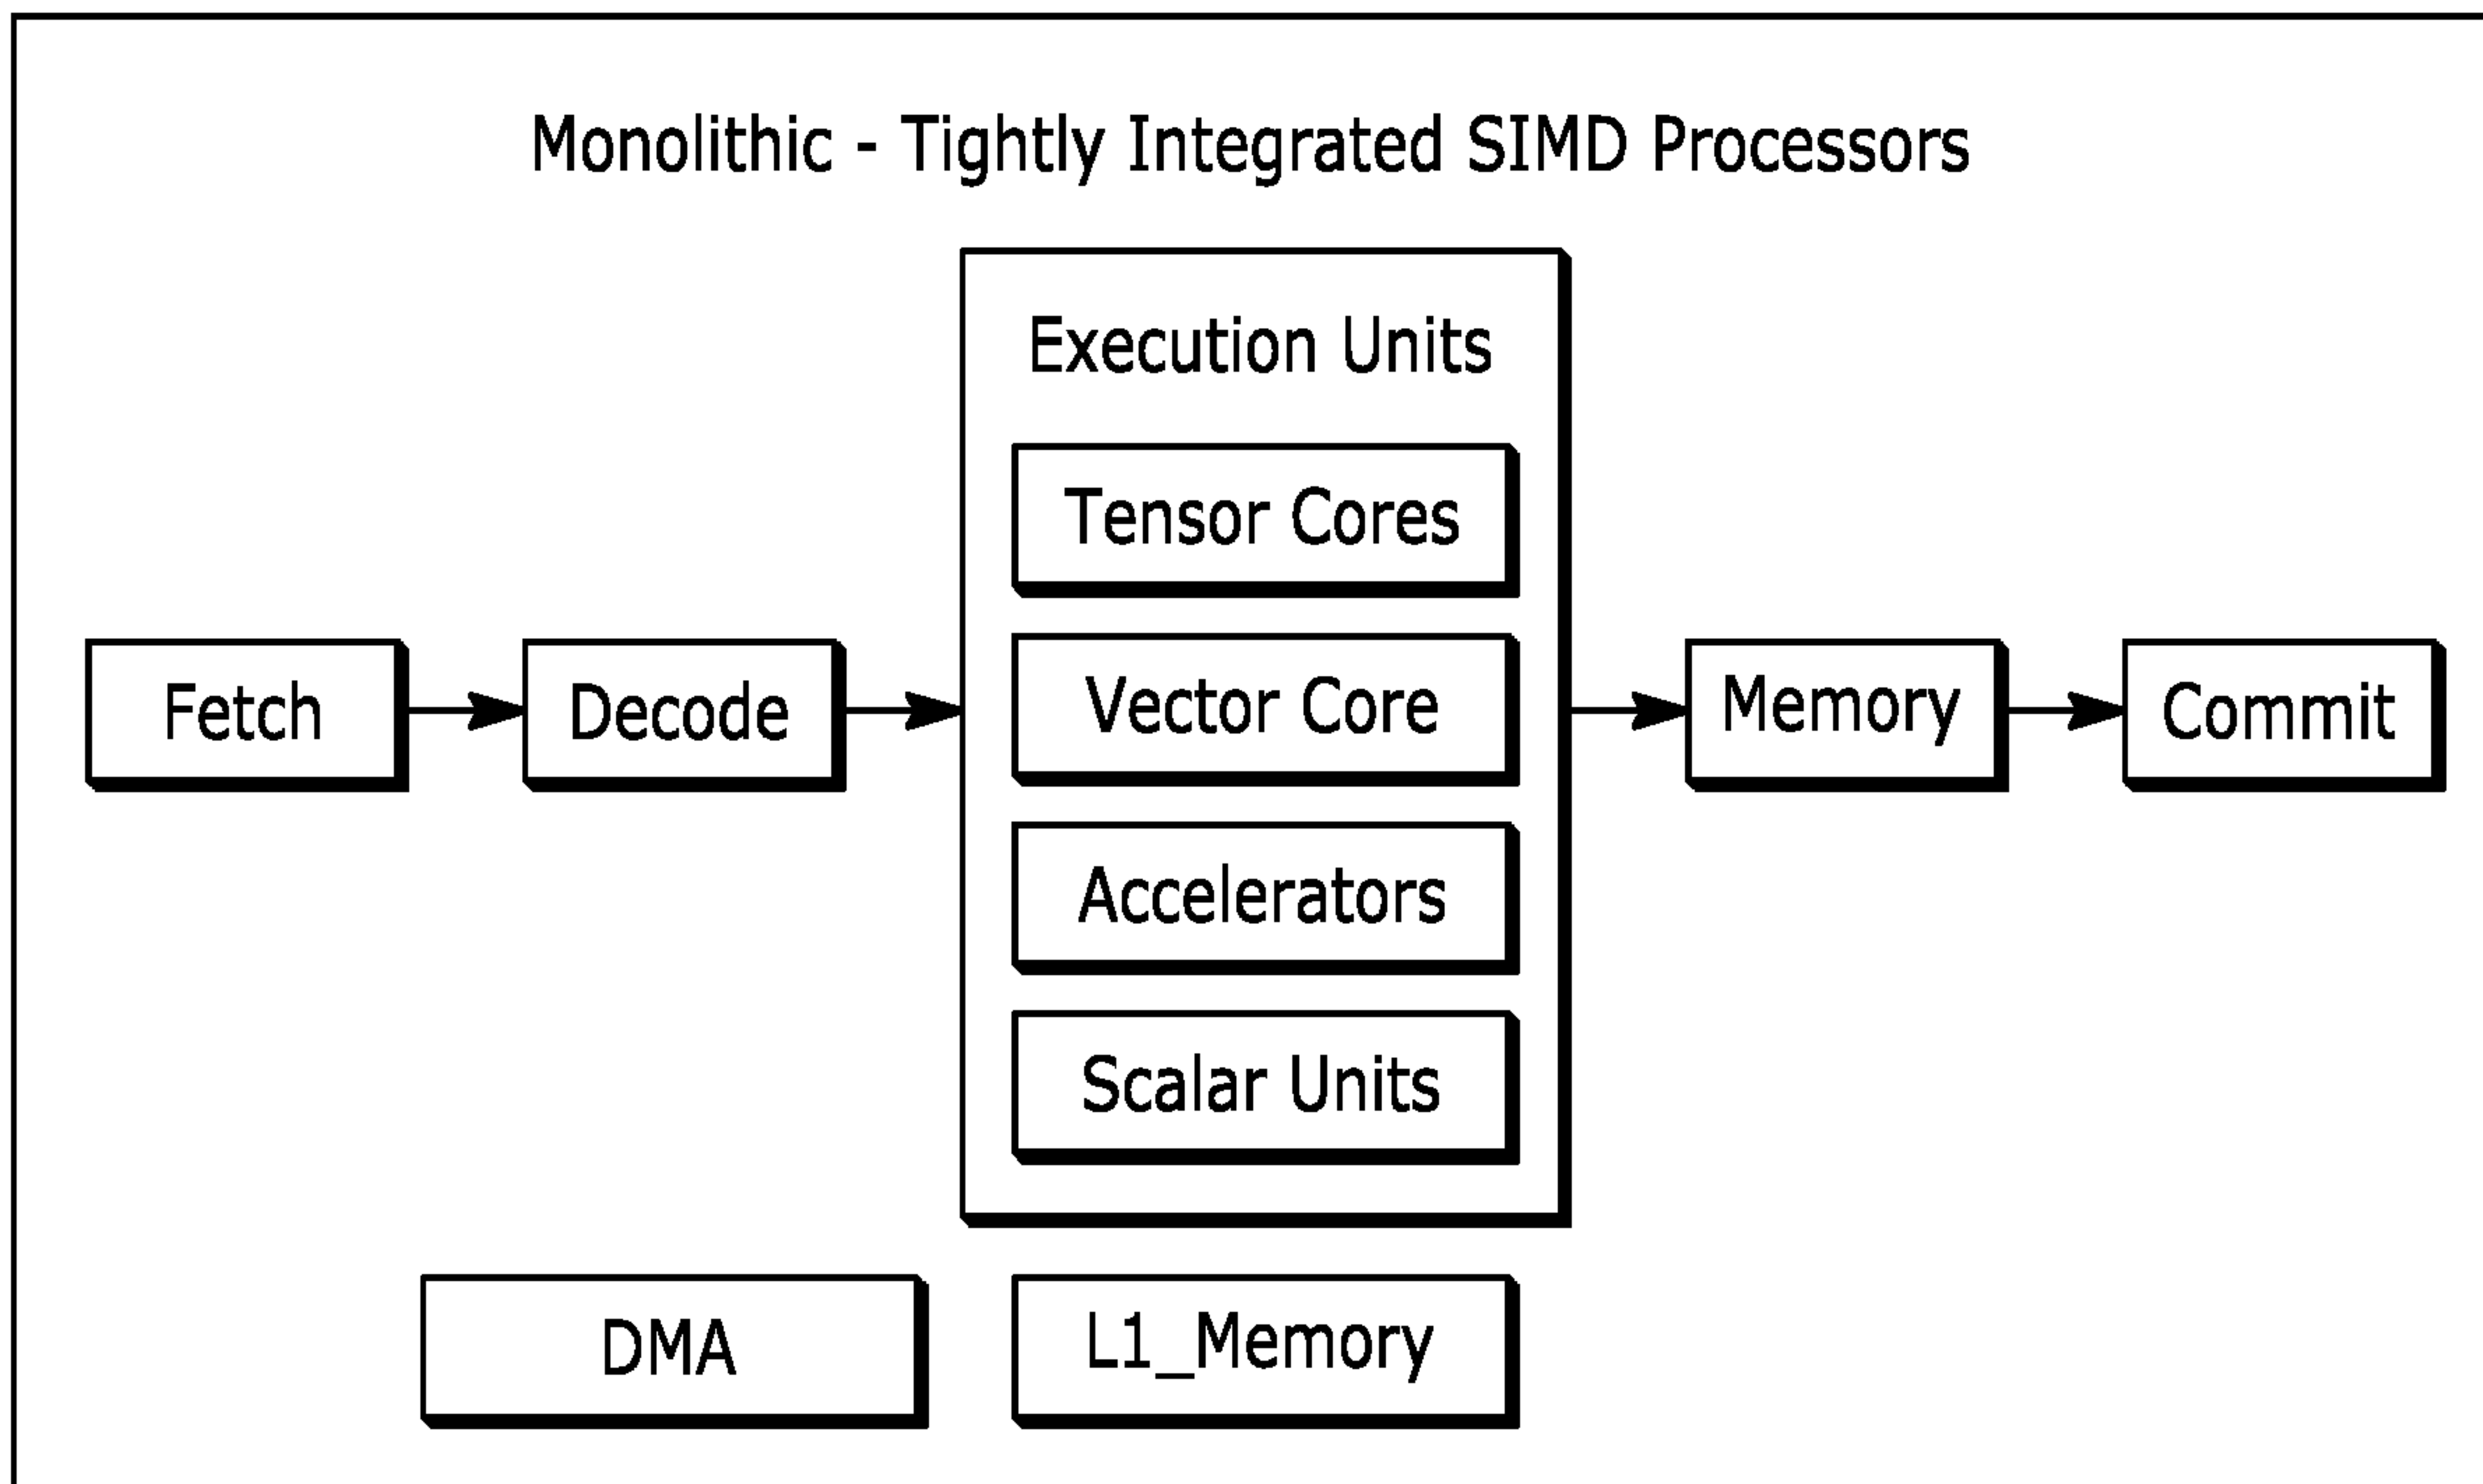 Monolithic - Tightly Integrated SIMD Processors
Execution Units
Tensor Cores
Fetch
Decode
Vector Core
Memory
Commit
Accelerators
Scalar Units
DMA
L1_Memory